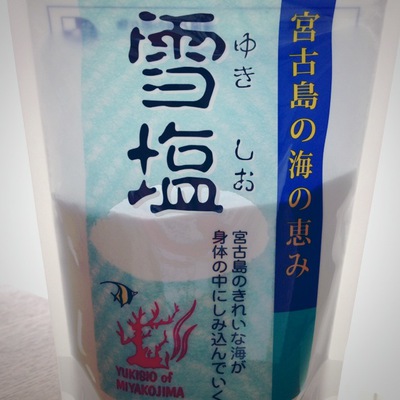 宮古島の海の恵み
雪塩
ゆき しお
宮古島のきれいな海が
身体の中にしみ込んでいく
YUKIBIO of
MIYAKOJIMA